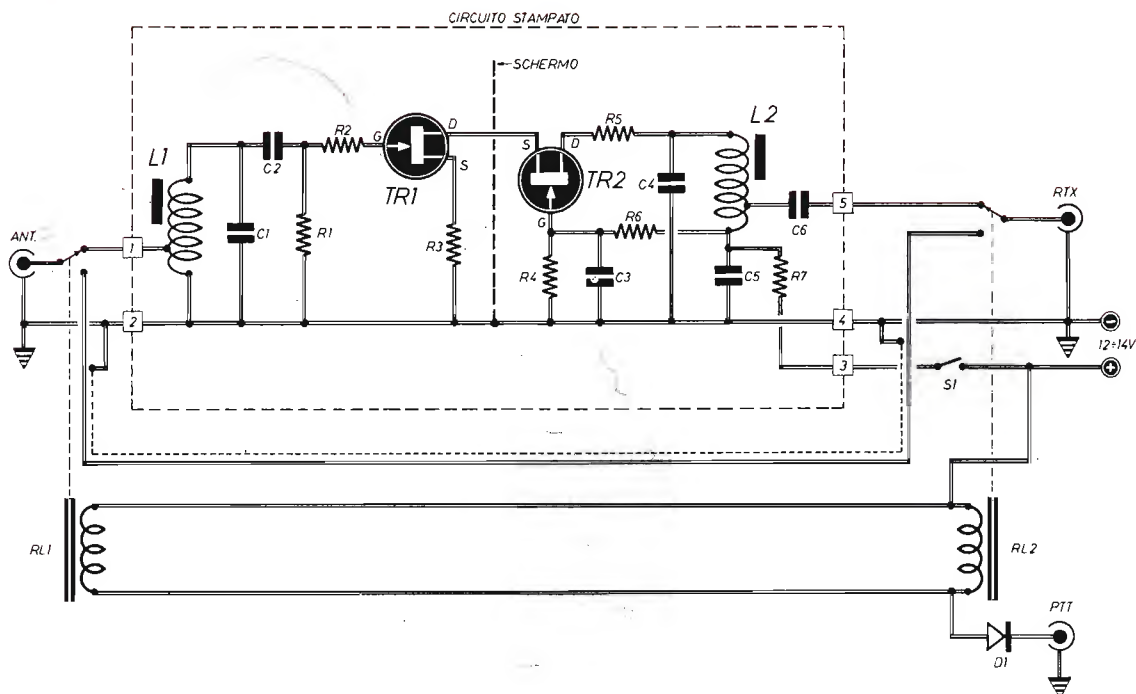 CIRCUITO STAMPATO
SCHERMO
L1
C2
R2
G
D
S
TR1
C1
R1
R3
S
D
R5
TR2
G
R4
R6
C3
C4
L2
C5
R7
C6
ANT.
1
2
5
4
3
RTX
-
12÷14V
+
S1
RL1
RL2
D1
PTT